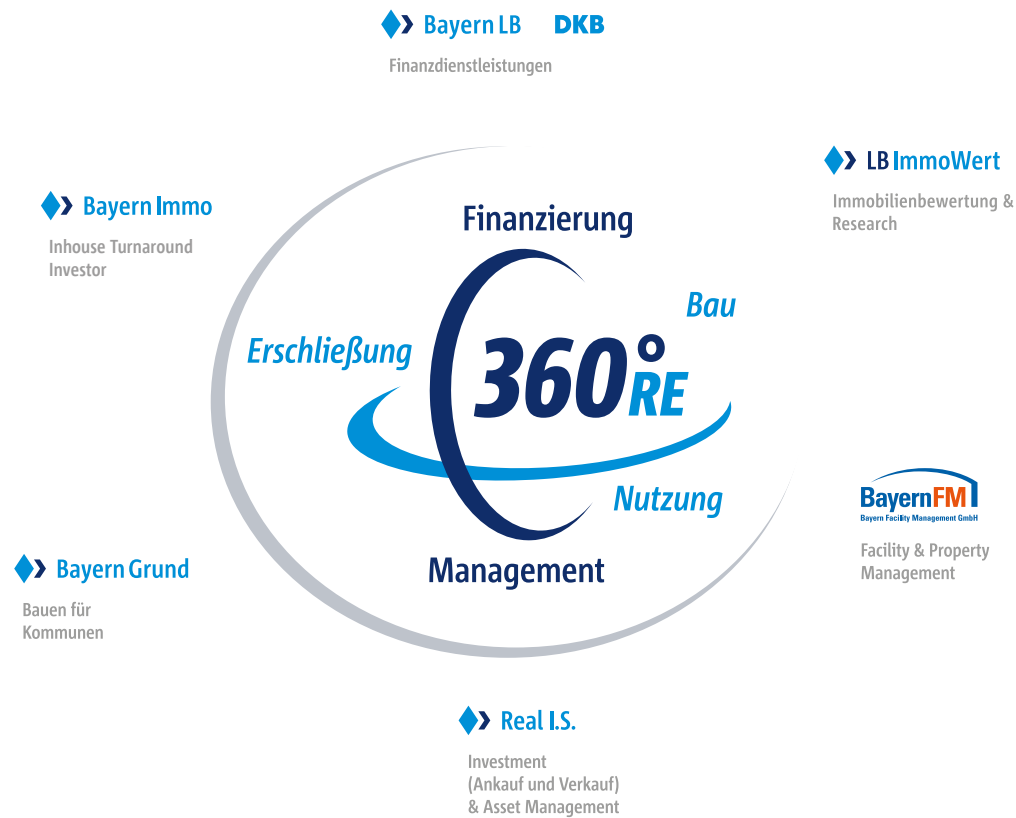 Bayern LB DKB
Finanzdienstleistungen
LB ImmoWert
Immobilienbewertung &
Research
Bayern Immo
Inhouse Turnaround
Investor
Finanzierung
Bau
Erschließung
360° RE
Nutzung
Management
BayernFM
Bayern Facility Management GmbH
Facility & Property
Management
Bayern Grund
Bauen für
Kommunen
Real I.S.
Investment
(Ankauf und Verkauf)
& Asset Management